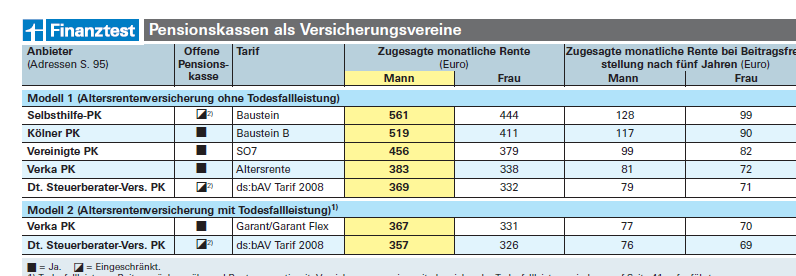 Finanztest Pensionskassen als Versicherungsvereine
Anbieter Offene Tarif Zugesagte monatliche Rente Zugesagte monatliche Rente bei Beitragsfre
(Adressen S. 95) Pensions- (Euro) stellung nach fünf Jahren (Euro)
kasse Mann Frau Mann Frau
Modell 1 (Altersrentenversicherung ohne Todesfallleistung)
Selbsthilfe-PK ◪2) Baustein 561 444 128 99
Kölner PK ■ Baustein B 519 411 117 90
Vereinigte PK ■ SO7 456 379 99 82
Verka PK ■ Altersrente 383 338 81 72
Dt. Steuerberater-Vers. PK ◪2) ds:bAV Tarif 2008 369 332 79 71
Modell 2 (Altersrentenversicherung mit Todesfallleistung)1)
Verka PK ■ Garant/Garant Flex 367 331 77 70
Dt. Steuerberater-Vers. PK ◪2) ds:bAV Tarif 2008 357 326 76 69
■ = Ja. ◪ = Eingeschränkt.